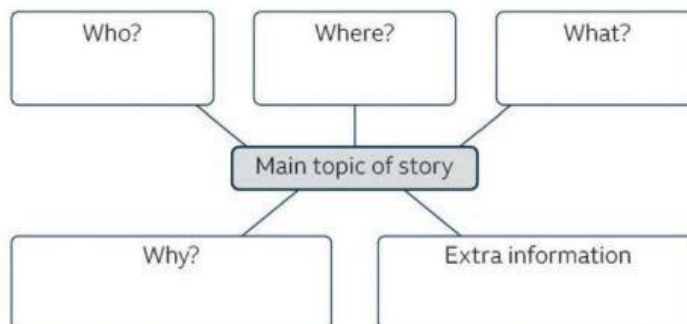 Who?
Where?
What?
Main topic of story
Why?
Extra information